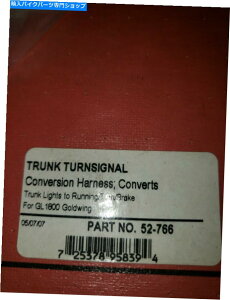 輸入バイクパーツ専門ショップ
TRUNK TURNSIGNAL
Conversion Harness; Converts
Trunk Lights to Running/ /Brake
For GL1800 Goldwing
05/07/07
PART NO. 52-766
7 25378 95839 4